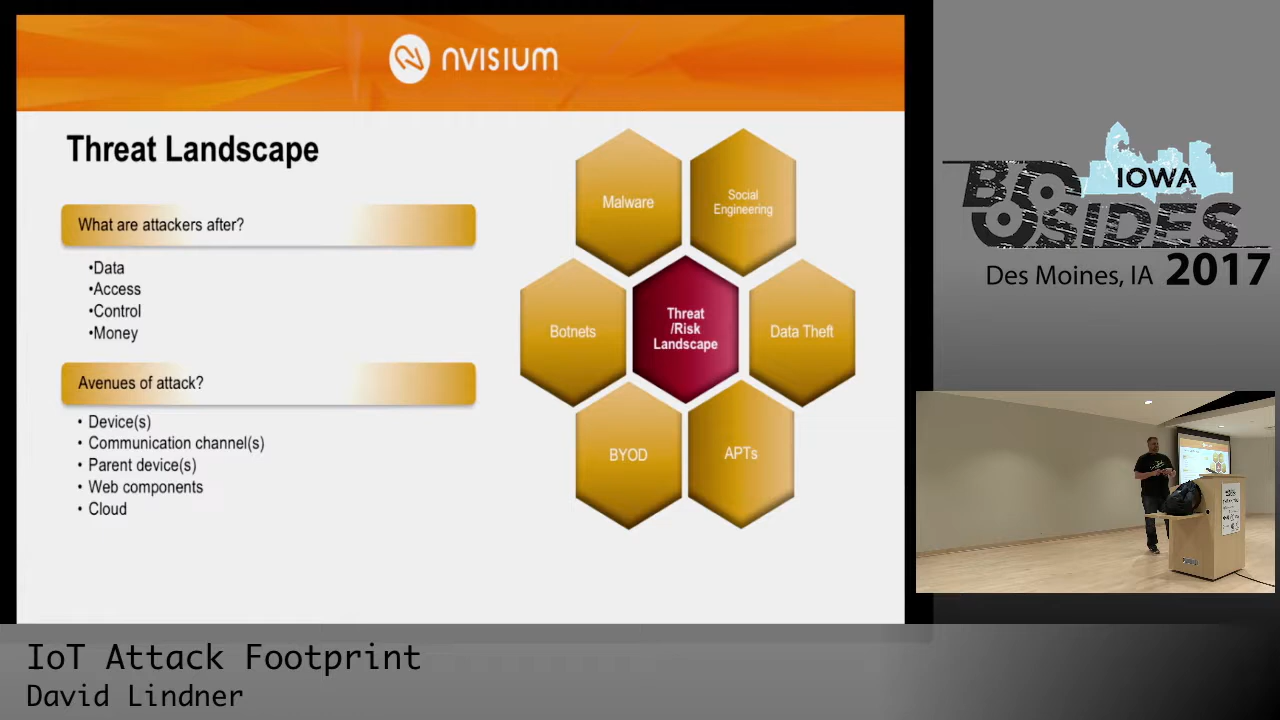 nVISIUM
Threat Landscape
What are attackers after?
•Data
•Access
•Control
•Money
Avenues of attack?
• Device(s)
• Communication channel(s)
• Parent device(s)
• Web components
• Cloud
Malware
Social
Engineering
Botnets
Threat
/Risk
Landscape
Data Theft
BYOD
APTs
IOWA
BSIDES
Des Moines, IA 2017
IoT Attack Footprint
David Lindner